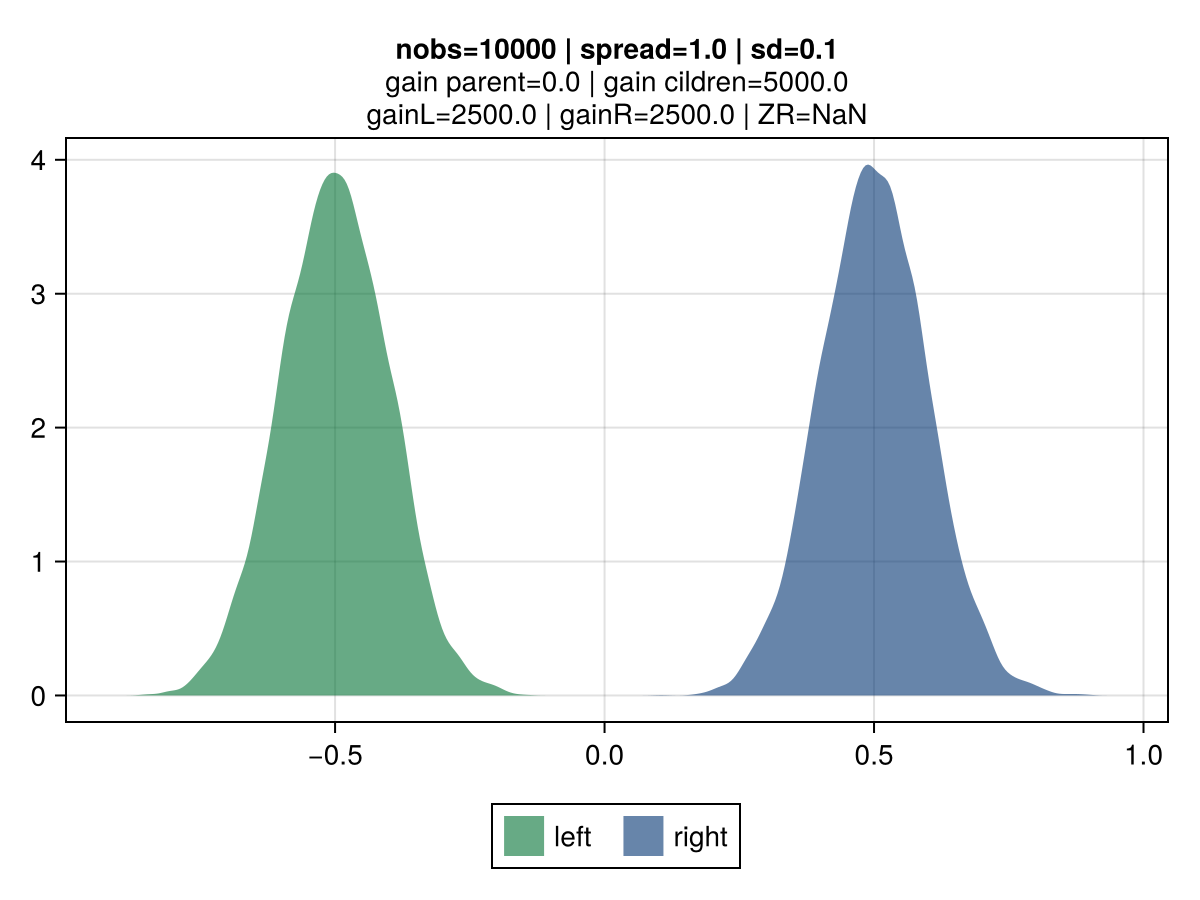 nobs=10000 | spread=1.0 | sd=0.1
gain parent=0.0 | gain cildren=5000.0
gainL=2500.0 | gainR=2500.0 | ZR=NaN
4
3
2
1
0
−0.5 0.0 0.5 1.0
left right